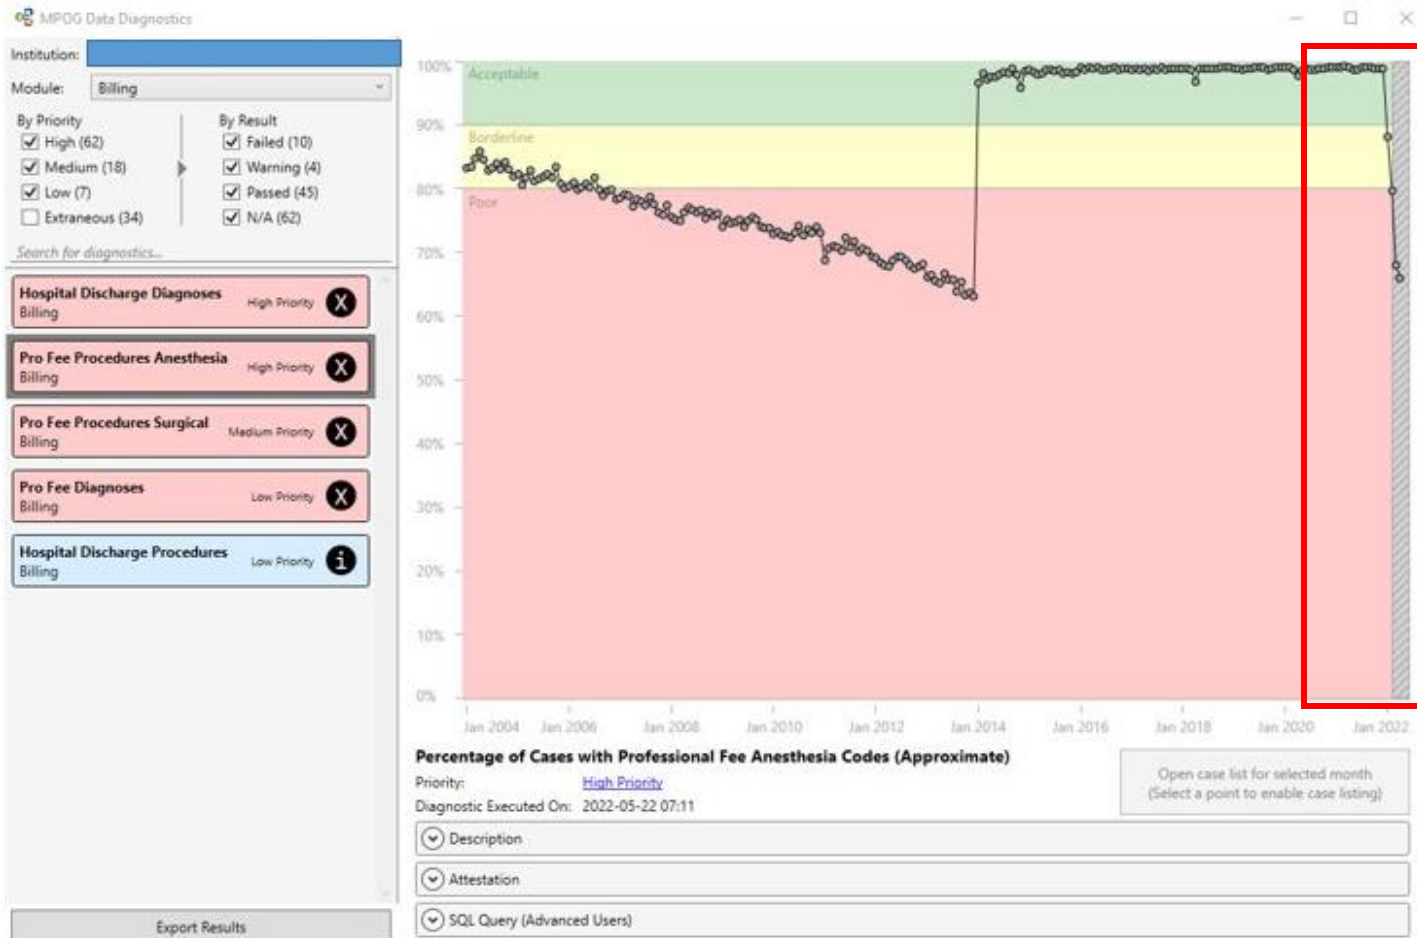 MPOG Data Diagnostics
Institution:
Module: Billing
By Priority
High (62)
Medium (18)
Low (7)
Extraneous (34)
By Result
Failed (10)
Warning (4)
Passed (45)
N/A (62)
Search for diagnostics...
Hospital Discharge Diagnoses
Billing
High Priority
X
Pro Fee Procedures Anesthesia
Billing
High Priority
X
Pro Fee Procedures Surgical
Billing
Medium Priority
X
Pro Fee Diagnoses
Billing
Low Priority
X
Hospital Discharge Procedures
Billing
Low Priority
i
Export Results
100%
90%
80%
70%
60%
50%
40%
30%
20%
10%
0%
Acceptable
Borderline
Poor
Jan 2004 Jan 2006 Jan 2008 Jan 2010 Jan 2012 Jan 2014 Jan 2016 Jan 2018 Jan 2020 Jan 2022
Percentage of Cases with Professional Fee Anesthesia Codes (Approximate)
Priority: High Priority
Diagnostic Executed On: 2022-05-22 07:11
Open case list for selected month
(Select a point to enable case listing)
Description
Attestation
SQL Query (Advanced Users)